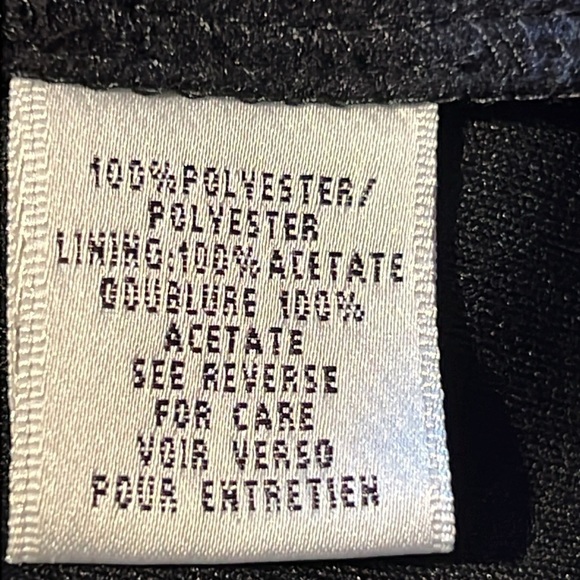 100%POLYESTER/
POLYESTER
LINING:100%ACETATE
DOUBLURE 100%
ACETATE
SEE REVERSE
FOR CARE
VOIR VERSO
POUR ENTRETIEN